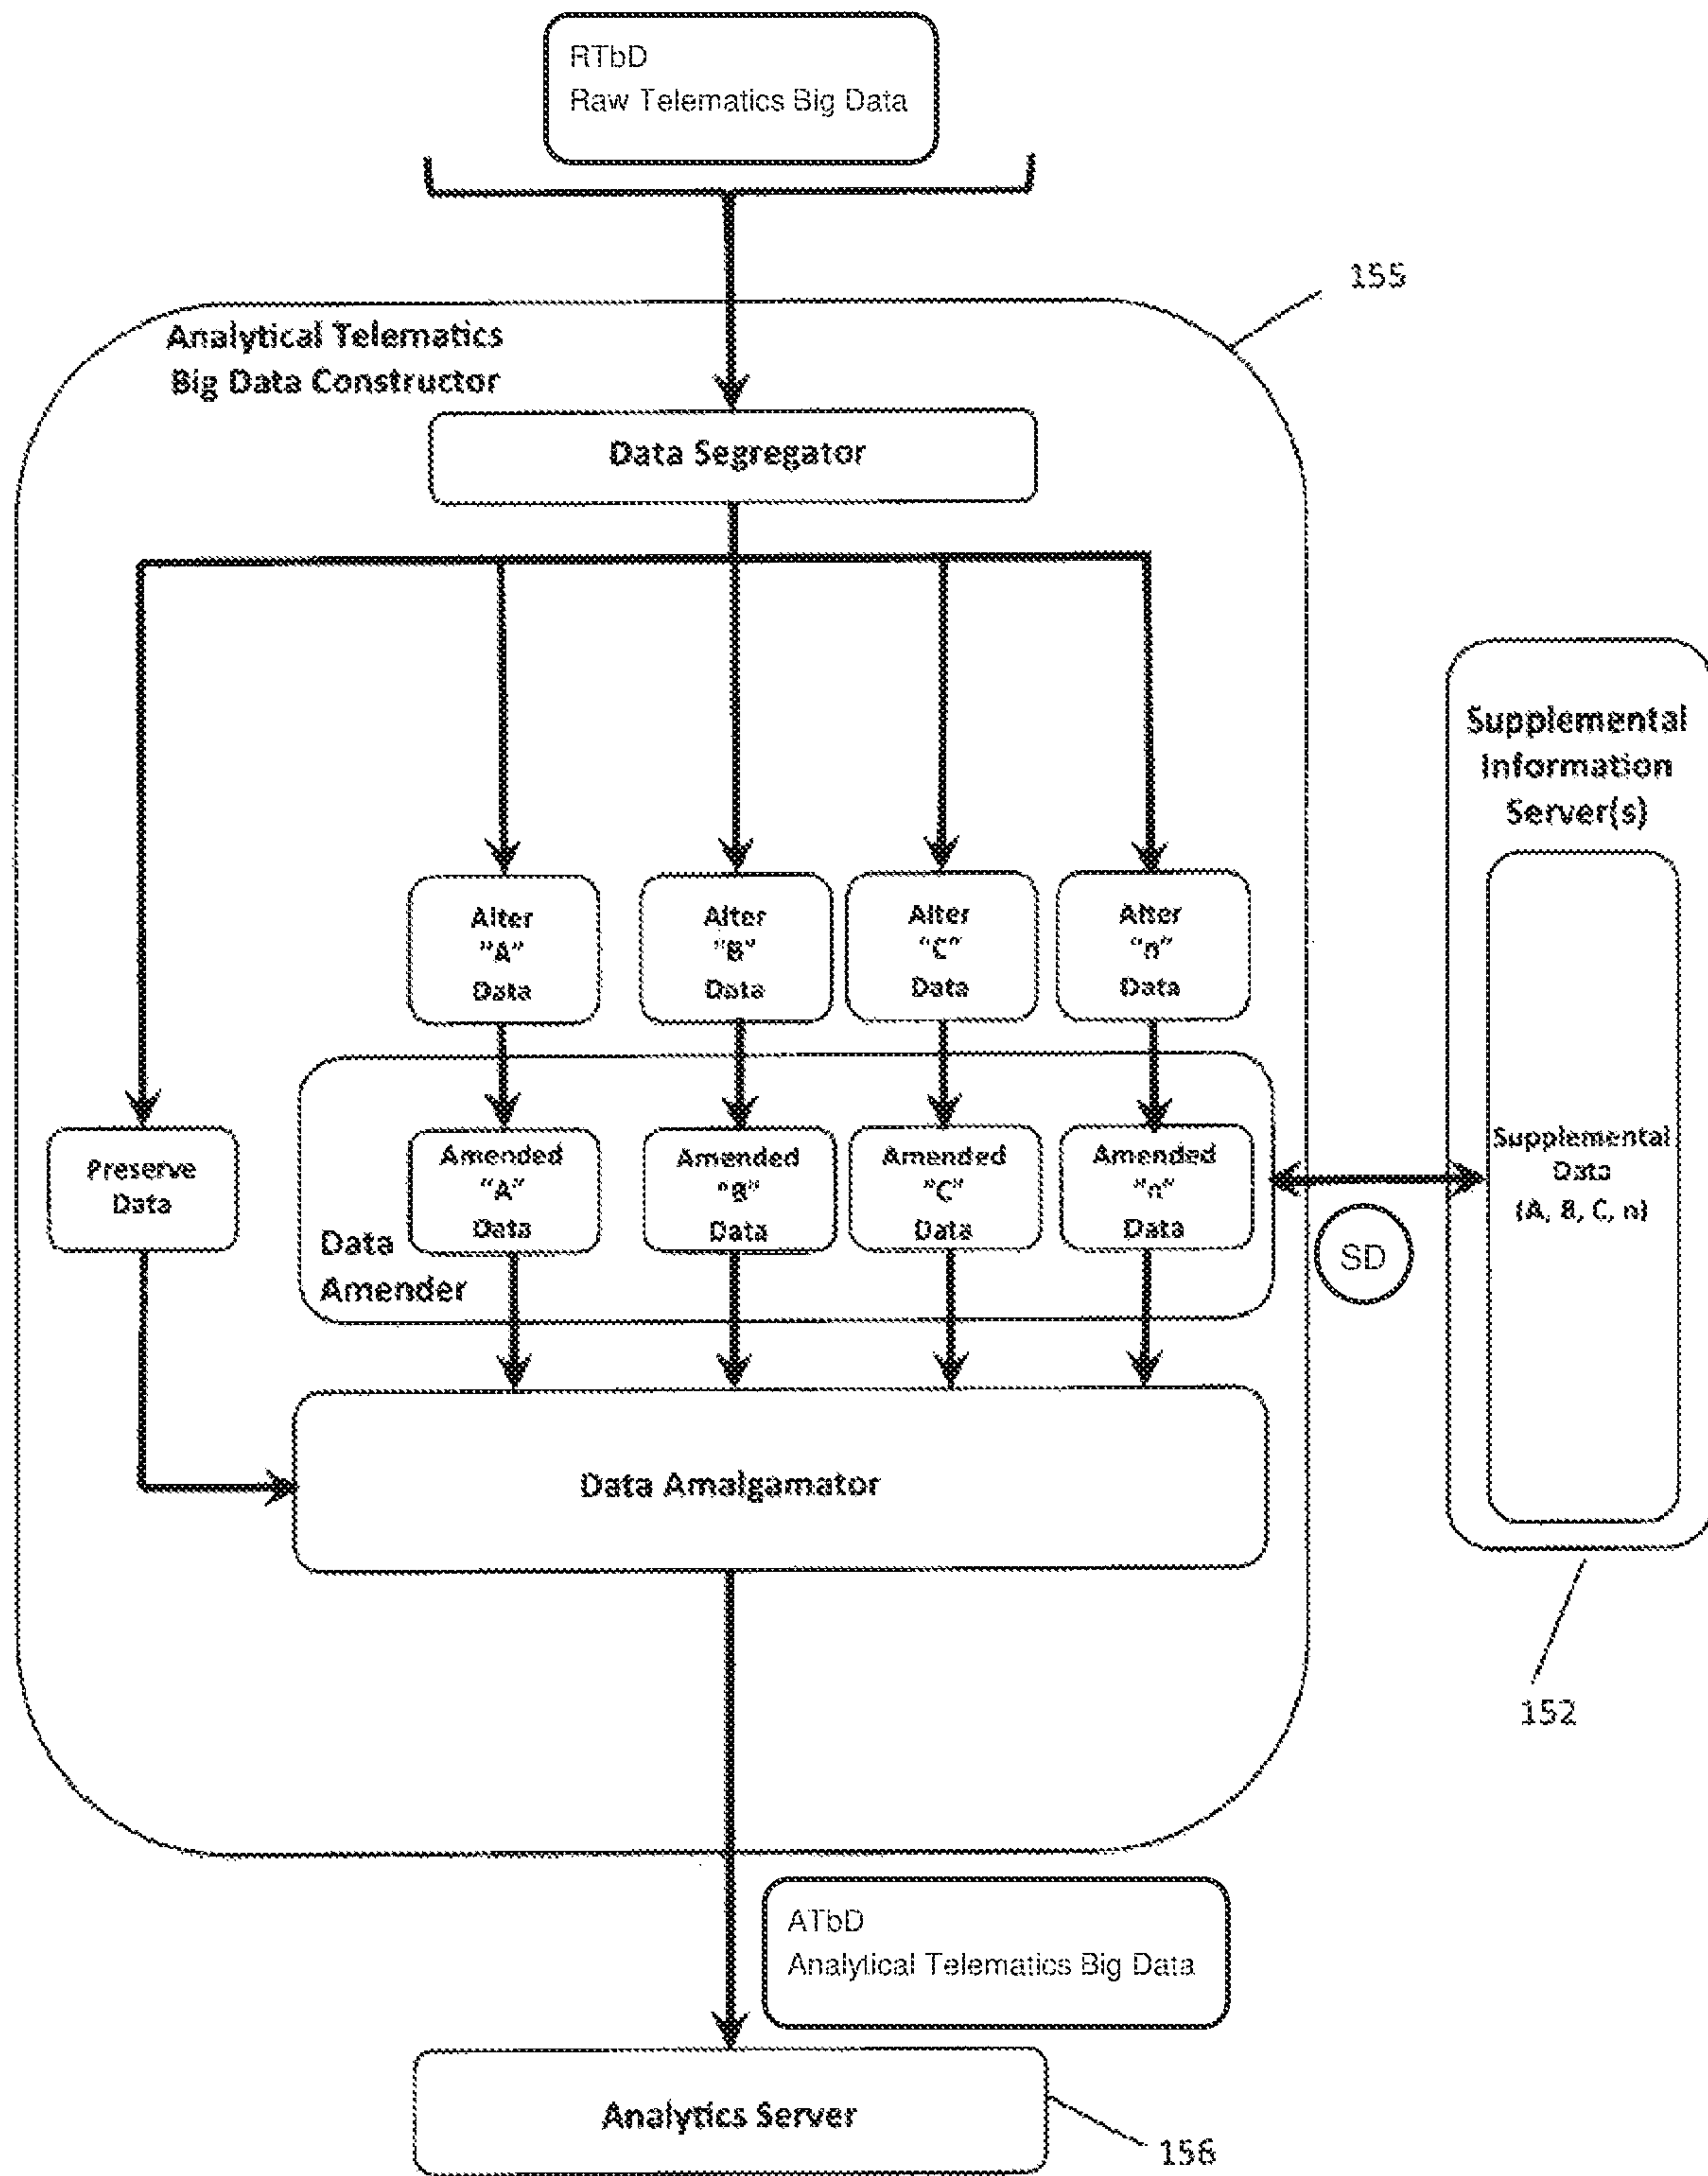 RTbD
Raw Telematics Big Data
155
Analytical Telematics
Big Data Constructor
Data Segregator
Supplemental
Information
Server(s)
Alter
"A"
Data
Alter
"B"
Data
Alter
"C"
Data
Alter
"n"
Data
Preserve
Data
Amended
"A"
Data
Amended
"B"
Data
Amended
"C"
Data
Amended
"n"
Data
Data
Amender
Supplemental
Data
(A, B, C, n)
SD
Data Amalgamator
152
ATbD
Analytical Telematics Big Data
Analytics Server
156